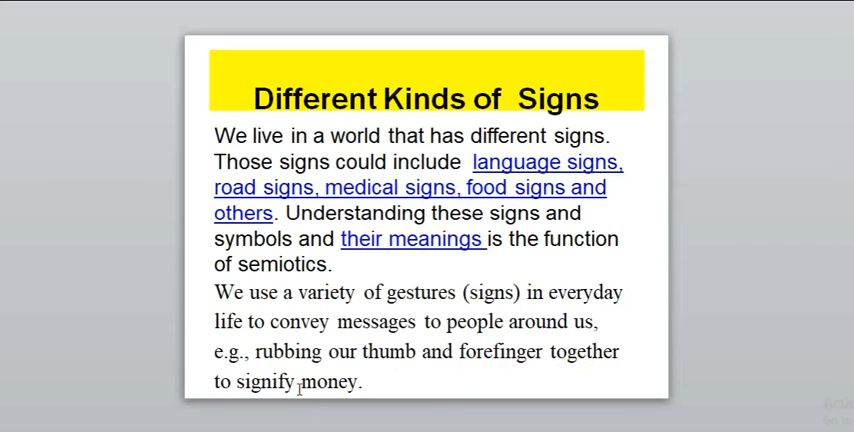 Different Kinds of Signs
We live in a world that has different signs.
Those signs could include language signs,
road signs, medical signs, food signs and
others. Understanding these signs and
symbols and their meanings is the function
of semiotics.
We use a variety of gestures (signs) in everyday
life to convey messages to people around us,
e.g., rubbing our thumb and forefinger together
to signify money.